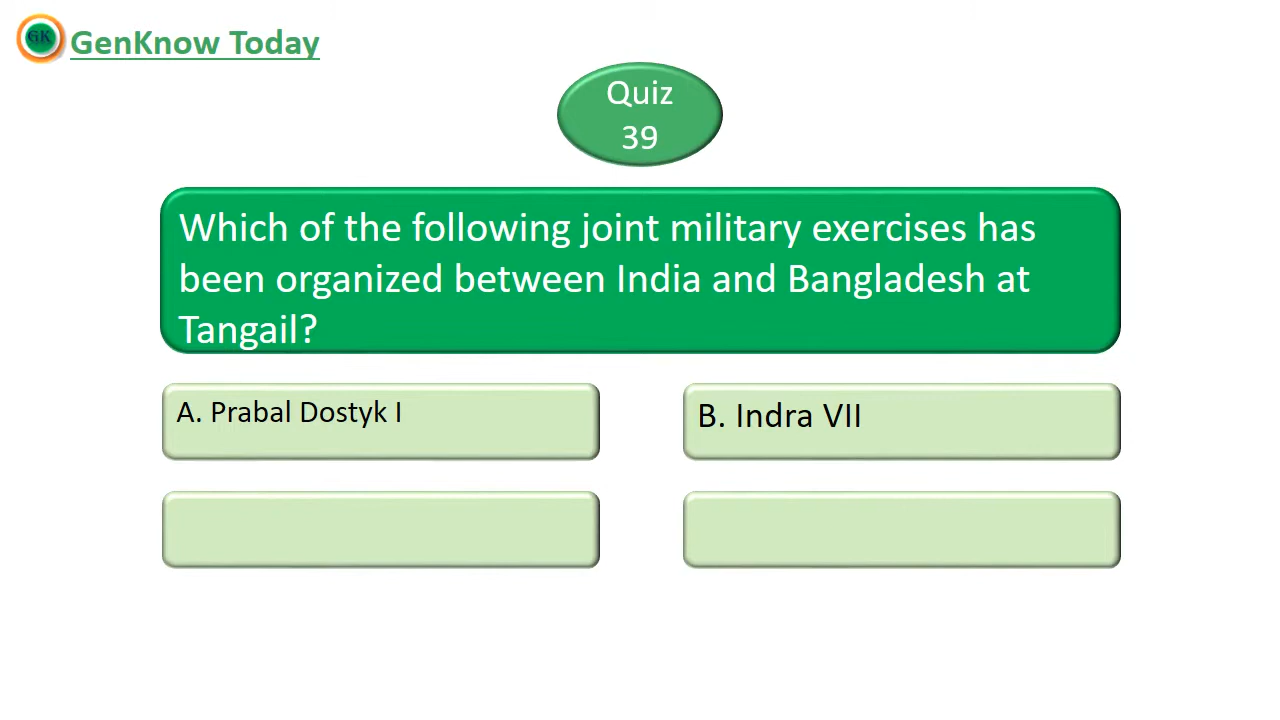 GK
GenKnow Today
Quiz
39
Which of the following joint military exercises has
been organized between India and Bangladesh at
Tangail?
A. Prabal Dostyk I
B. Indra VII